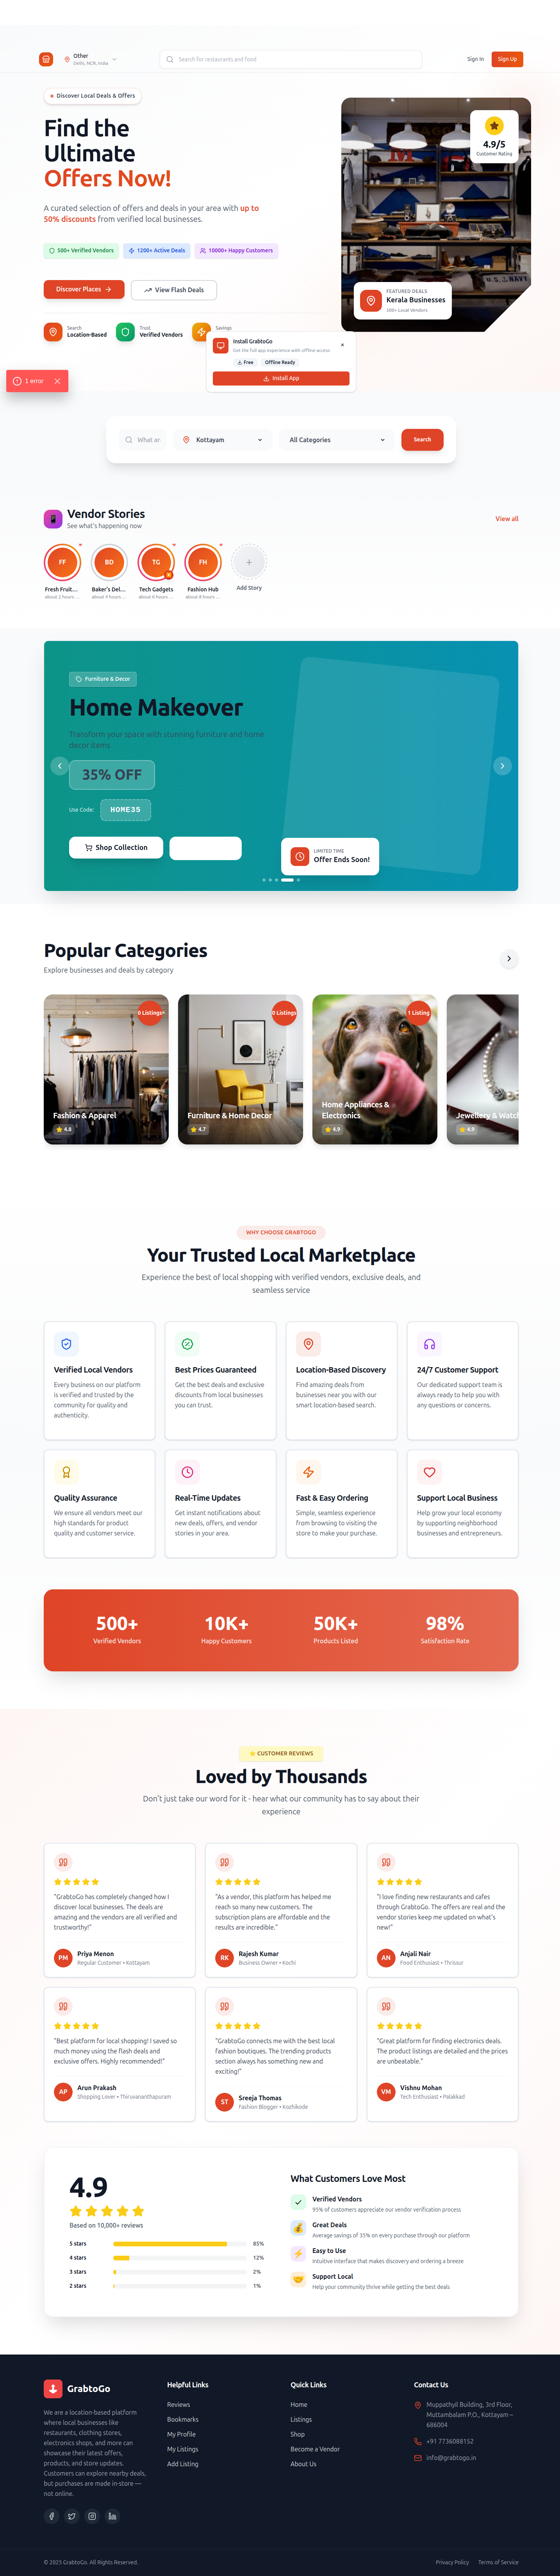 Other
Delhi, NCR, India
Search for restaurants and food
Sign In
Sign Up
Discover Local Deals & Offers
Find the
Ultimate
Offers Now!
A curated selection of offers and deals in your area with up to
50% discounts from verified local businesses.
500+ Verified Vendors
1200+ Active Deals
10000+ Happy Customers
Discover Places
View Flash Deals
Search
Location-Based
Trust
Verified Vendors
Savings
4.9/5
Customer Rating
FEATURED DEALS
Kerala Businesses
500+ Local Vendors
Install GrabtoGo
Get the full app experience with offline access
Free
Offline Ready
Install App
1 error
What ar
Kottayam
All Categories
Search
Vendor Stories
See what's happening now
View all
FF
BD
TG
FH
Fresh Fruit...
about 2 hours ...
Baker's Del...
about 4 hours ...
Tech Gadgets
about 6 hours ...
Fashion Hub
about 8 hours ...
Add Story
Furniture & Decor
Home Makeover
Transform your space with stunning furniture and home
decor items
35% OFF
Use Code:
HOME35
Shop Collection
LIMITED TIME
Offer Ends Soon!
Popular Categories
Explore businesses and deals by category
0 Listings
Fashion & Apparel
4.8
0 Listings
Furniture & Home Decor
4.7
1 Listing
Home Appliances &
Electronics
4.9
Jewellery & Watch
4.9
WHY CHOOSE GRABTOGO
Your Trusted Local Marketplace
Experience the best of local shopping with verified vendors, exclusive deals, and
seamless service
Verified Local Vendors
Every business on our platform
is verified and trusted by the
community for quality and
authenticity.
Best Prices Guaranteed
Get the best deals and exclusive
discounts from local businesses
you can trust.
Location-Based Discovery
Find amazing deals from
businesses near you with our
smart location-based search.
24/7 Customer Support
Our dedicated support team is
always ready to help you with
any questions or concerns.
Quality Assurance
We ensure all vendors meet our
high standards for product
quality and customer service.
Real-Time Updates
Get instant notifications about
new deals, offers, and vendor
stories in your area.
Fast & Easy Ordering
Simple, seamless experience
from browsing to visiting the
store to make your purchase.
Support Local Business
Help grow your local economy
by supporting neighborhood
businesses and entrepreneurs.
500+
Verified Vendors
10K+
Happy Customers
50K+
Products Listed
98%
Satisfaction Rate
⭐ CUSTOMER REVIEWS
Loved by Thousands
Don't just take our word for it - hear what our community has to say about their
experience
"GrabtoGo has completely changed how I
discover local businesses. The deals are
amazing and the vendors are all verified and
trustworthy!"
PM
Priya Menon
Regular Customer • Kottayam
"As a vendor, this platform has helped me
reach so many new customers. The
subscription plans are affordable and the
results are incredible."
RK
Rajesh Kumar
Business Owner • Kochi
"I love finding new restaurants and cafes
through GrabtoGo. The offers are real and the
vendor stories keep me updated on what's
new!"
AN
Anjali Nair
Food Enthusiast • Thrissur
"Best platform for local shopping! I saved so
much money using the flash deals and
exclusive offers. Highly recommended!"
AP
Arun Prakash
Shopping Lover • Thiruvananthapuram
"GrabtoGo connects me with the best local
fashion boutiques. The trending products
section always has something new and
exciting!"
ST
Sreeja Thomas
Fashion Blogger • Kozhikode
"Great platform for finding electronics deals.
The product listings are detailed and the prices
are unbeatable."
VM
Vishnu Mohan
Tech Enthusiast • Palakkad
4.9
Based on 10,000+ reviews
5 stars
85%
4 stars
12%
3 stars
2%
2 stars
1%
What Customers Love Most
Verified Vendors
95% of customers appreciate our vendor verification process
Great Deals
Average savings of 35% on every purchase through our platform
Easy to Use
Intuitive interface that makes discovery and ordering a breeze
Support Local
Help your community thrive while getting the best deals
GrabtoGo
We are a location-based platform
where local businesses like
restaurants, clothing stores,
electronics shops, and more can
showcase their latest offers,
products, and store updates.
Customers can explore nearby deals,
but purchases are made in-store —
not online.
Helpful Links
Reviews
Bookmarks
My Profile
My Listings
Add Listing
Quick Links
Home
Listings
Shop
Become a Vendor
About Us
Contact Us
Muppathyil Building, 3rd Floor,
Muttambalam P.O., Kottayam –
686004
+91 7736088152
info@grabtogo.in
© 2025 GrabtoGo. All Rights Reserved.
Privacy Policy
Terms of Service